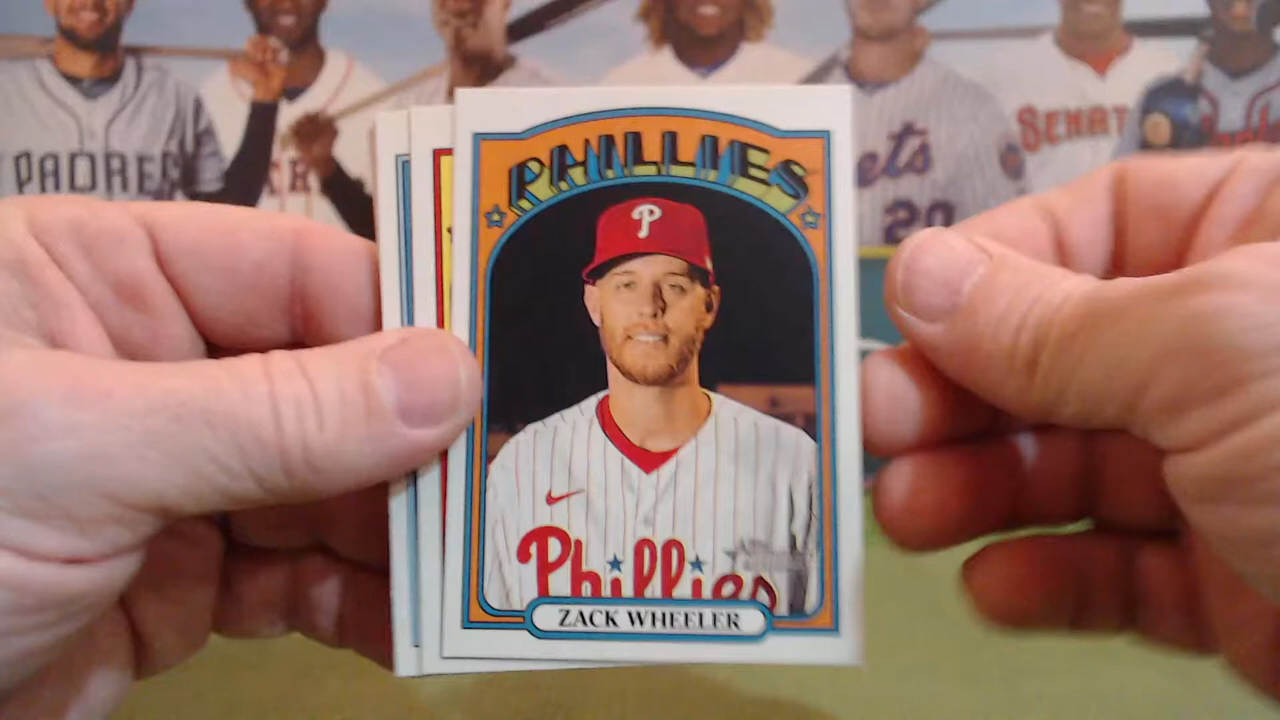 PADRES
SENAT
ets
20
PHILLIES
P
Phillies
ZACK WHEELER